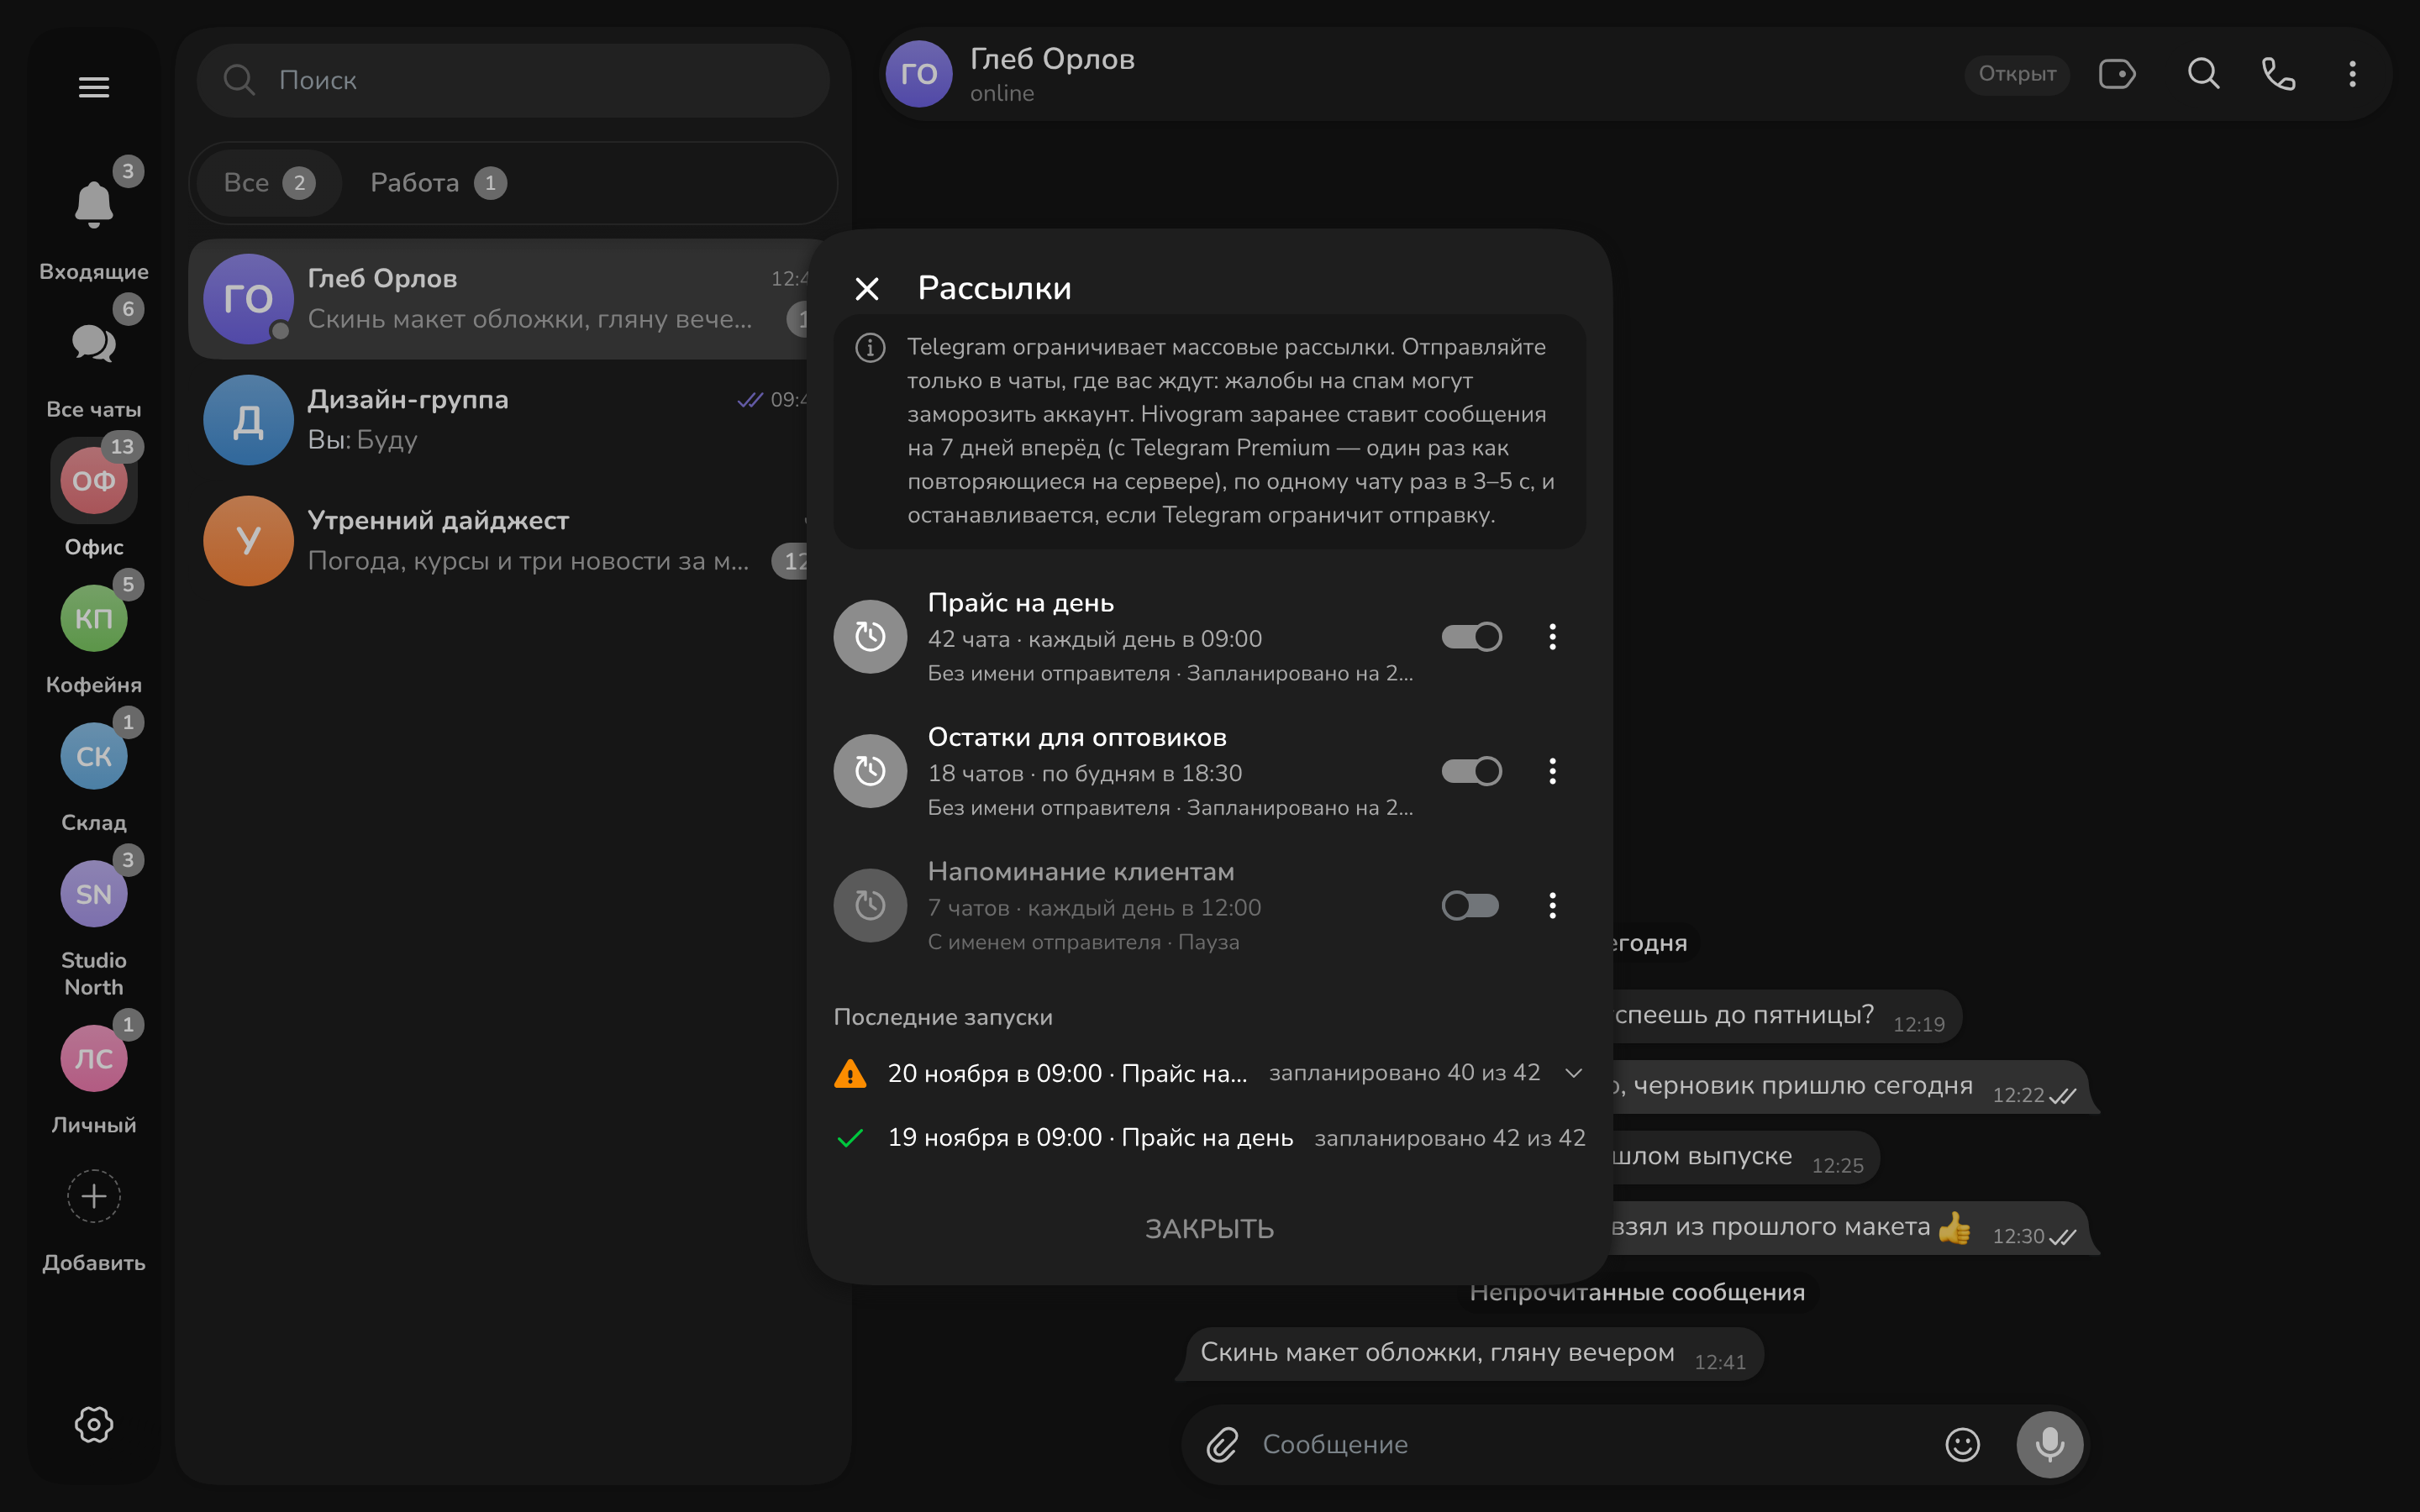 3
Входящие
6
Все чаты
13
ОФ
Офис
5
КП
Кофейня
1
СК
Склад
3
SN
Studio
North
1
ЛС
Личный
Добавить
Поиск
Все 2
Работа 1
ГО
Глеб Орлов
Скинь макет обложки, гляну вече...
Д
Дизайн-группа
Вы: Буду
У
Утренний дайджест
Погода, курсы и три новости за м...
ГО
Глеб Орлов
online
Открыт
Рассылки
Telegram ограничивает массовые рассылки. Отправляйте
только в чаты, где вас ждут: жалобы на спам могут
заморозить аккаунт. Hivogram заранее ставит сообщения
на 7 дней вперёд (с Telegram Premium — один раз как
повторяющиеся на сервере), по одному чату раз в 3–5 с, и
останавливается, если Telegram ограничит отправку.
Прайс на день
42 чата · каждый день в 09:00
Без имени отправителя · Запланировано на 2...
Остатки для оптовиков
18 чатов · по будням в 18:30
Без имени отправителя · Запланировано на 2...
Напоминание клиентам
7 чатов · каждый день в 12:00
С именем отправителя · Пауза
Последние запуски
20 ноября в 09:00 · Прайс на... запланировано 40 из 42
19 ноября в 09:00 · Прайс на день запланировано 42 из 42
ЗАКРЫТЬ
до пятницы? 12:19
черновик пришлю сегодня 12:22
выпуске 12:25
взял из прошлого макета 👍 12:30
Непрочитанные сообщения
Скинь макет обложки, гляну вечером 12:41
Сообщение